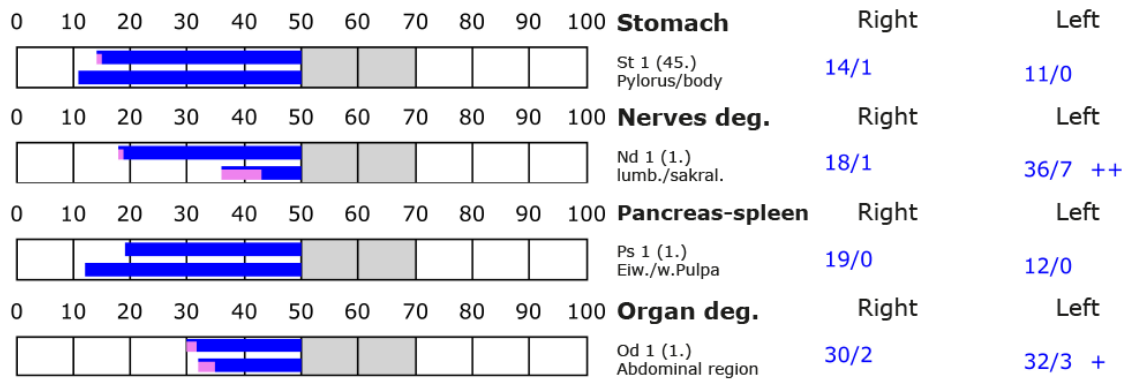 0 10 20 30 40 50 60 70 80 90 100 Stomach Right Left
St 1 (45.) 14/1 11/0
Pylorus/body
0 10 20 30 40 50 60 70 80 90 100 Nerves deg. Right Left
Nd 1 (1.) 18/1 36/7 ++
lumb./sakral.
0 10 20 30 40 50 60 70 80 90 100 Pancreas-spleen Right Left
Ps 1 (1.) 19/0 12/0
Eiw./w.Pulpa
0 10 20 30 40 50 60 70 80 90 100 Organ deg. Right Left
Od 1 (1.) 30/2 32/3 +
Abdominal region